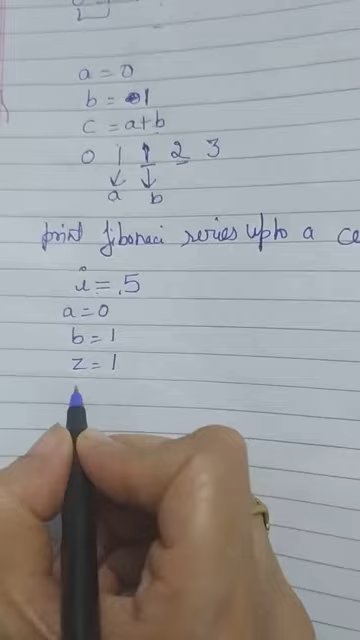 a = 0
b = 1
c = a+b
0 1 1 2 3
a b
print fibonaci series upto a
i = 5
a = 0
b = 1
z = 1